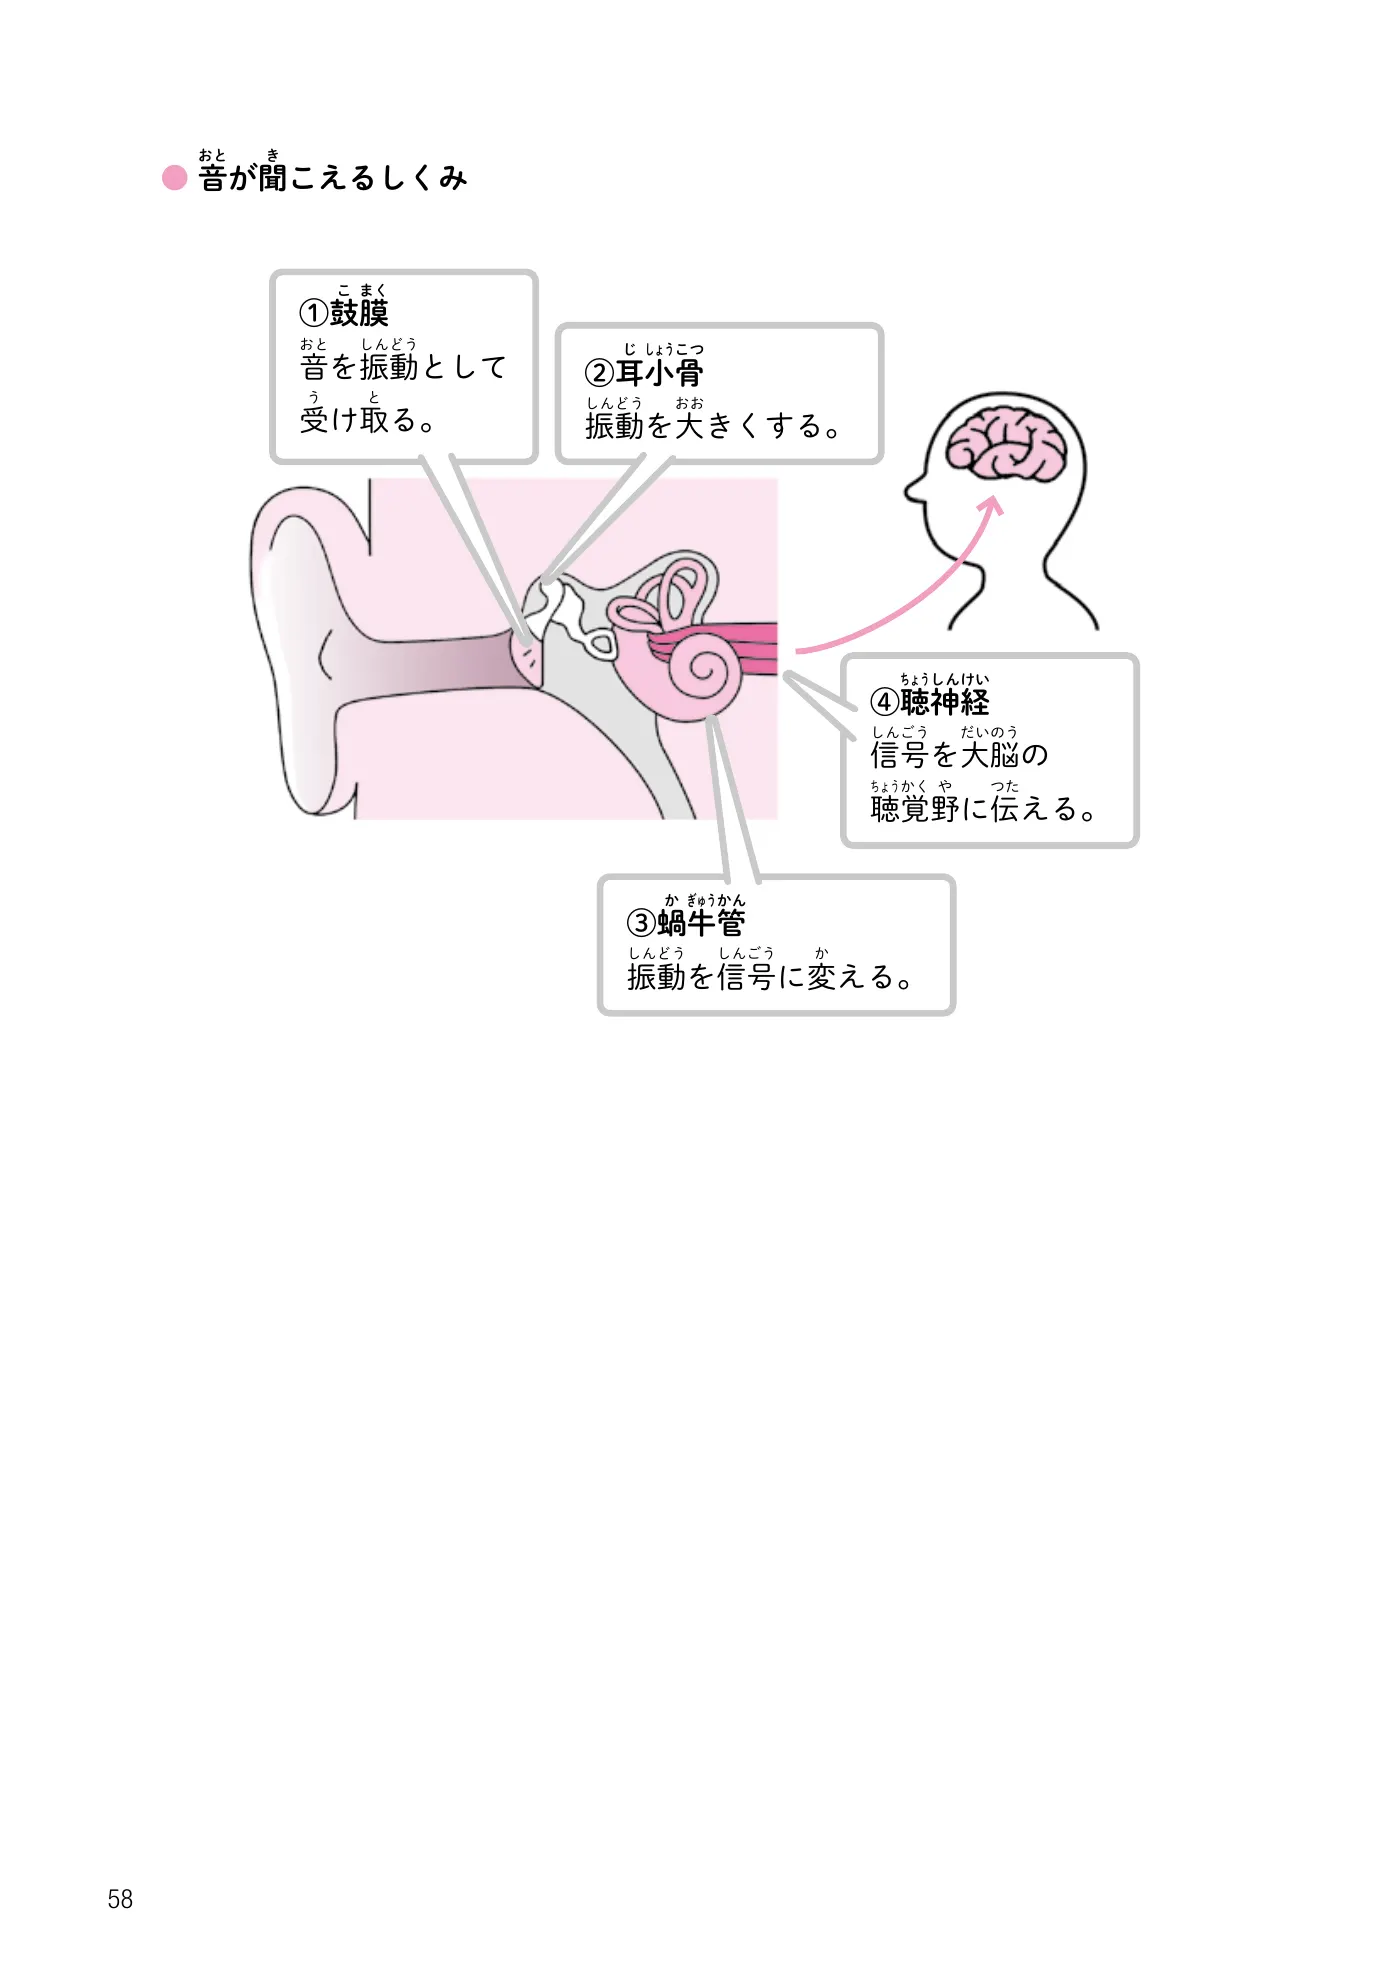 ● 音が聞こえるしくみ
おと き
①鼓膜
こ まく
音を振動として
おと しんどう
受け取る。
う と
②耳小骨
じ しょうこつ
振動を大きくする。
しんどう おお
④聴神経
ちょうしんけい
信号を大脳の
しんごう だいのう
聴覚野に伝える。
ちょうかく や つた
③蝸牛管
か ぎゅうかん
振動を信号に変える。
しんどう しんごう か
58